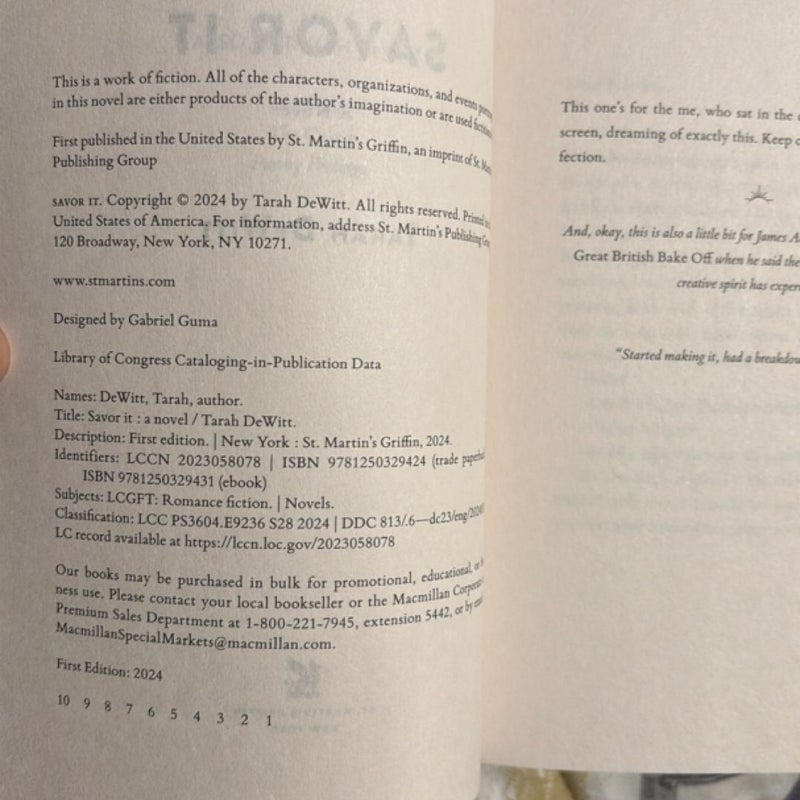 SAVOR IT
This is a work of fiction. All of the characters, organizations, and events
in this novel are either products of the author's imagination or are used
First published in the United States by St. Martin's Griffin, an imprint of St.
Publishing Group
SAVOR IT. Copyright © 2024 by Tarah DeWitt. All rights reserved. Printed
United States of America. For information, address St. Martin's Publishing
120 Broadway, New York, NY 10271.
www.stmartins.com
Designed by Gabriel Guma
Library of Congress Cataloging-in-Publication Data
Names: DeWitt, Tarah, author.
Title: Savor it : a novel / Tarah DeWitt.
Description: First edition. | New York : St. Martin's Griffin, 2024.
Identifiers: LCCN 2023058078 | ISBN 9781250329424 (trade
ISBN 9781250329431 (ebook)
Subjects: LCGFT: Romance fiction. | Novels.
Classification: LCC PS3604.E9236 S28 2024 | DDC 813/.6—dc23/eng/
LC record available at https://lccn.loc.gov/2023058078
Our books may be purchased in bulk for promotional, educational, or
ness use. Please contact your local bookseller or the Macmillan
Premium Sales Department at 1-800-221-7945, extension 5442, or by
MacmillanSpecialMarkets@macmillan.com.
First Edition: 2024
10 9 8 7 6 5 4 3 2 1
This one's for the me, who sat in the
screen, dreaming of exactly this. Keep
fection.
And, okay, this is also a little bit for James
Great British Bake Off when he said the
creative spirit has
"Started making it, had a